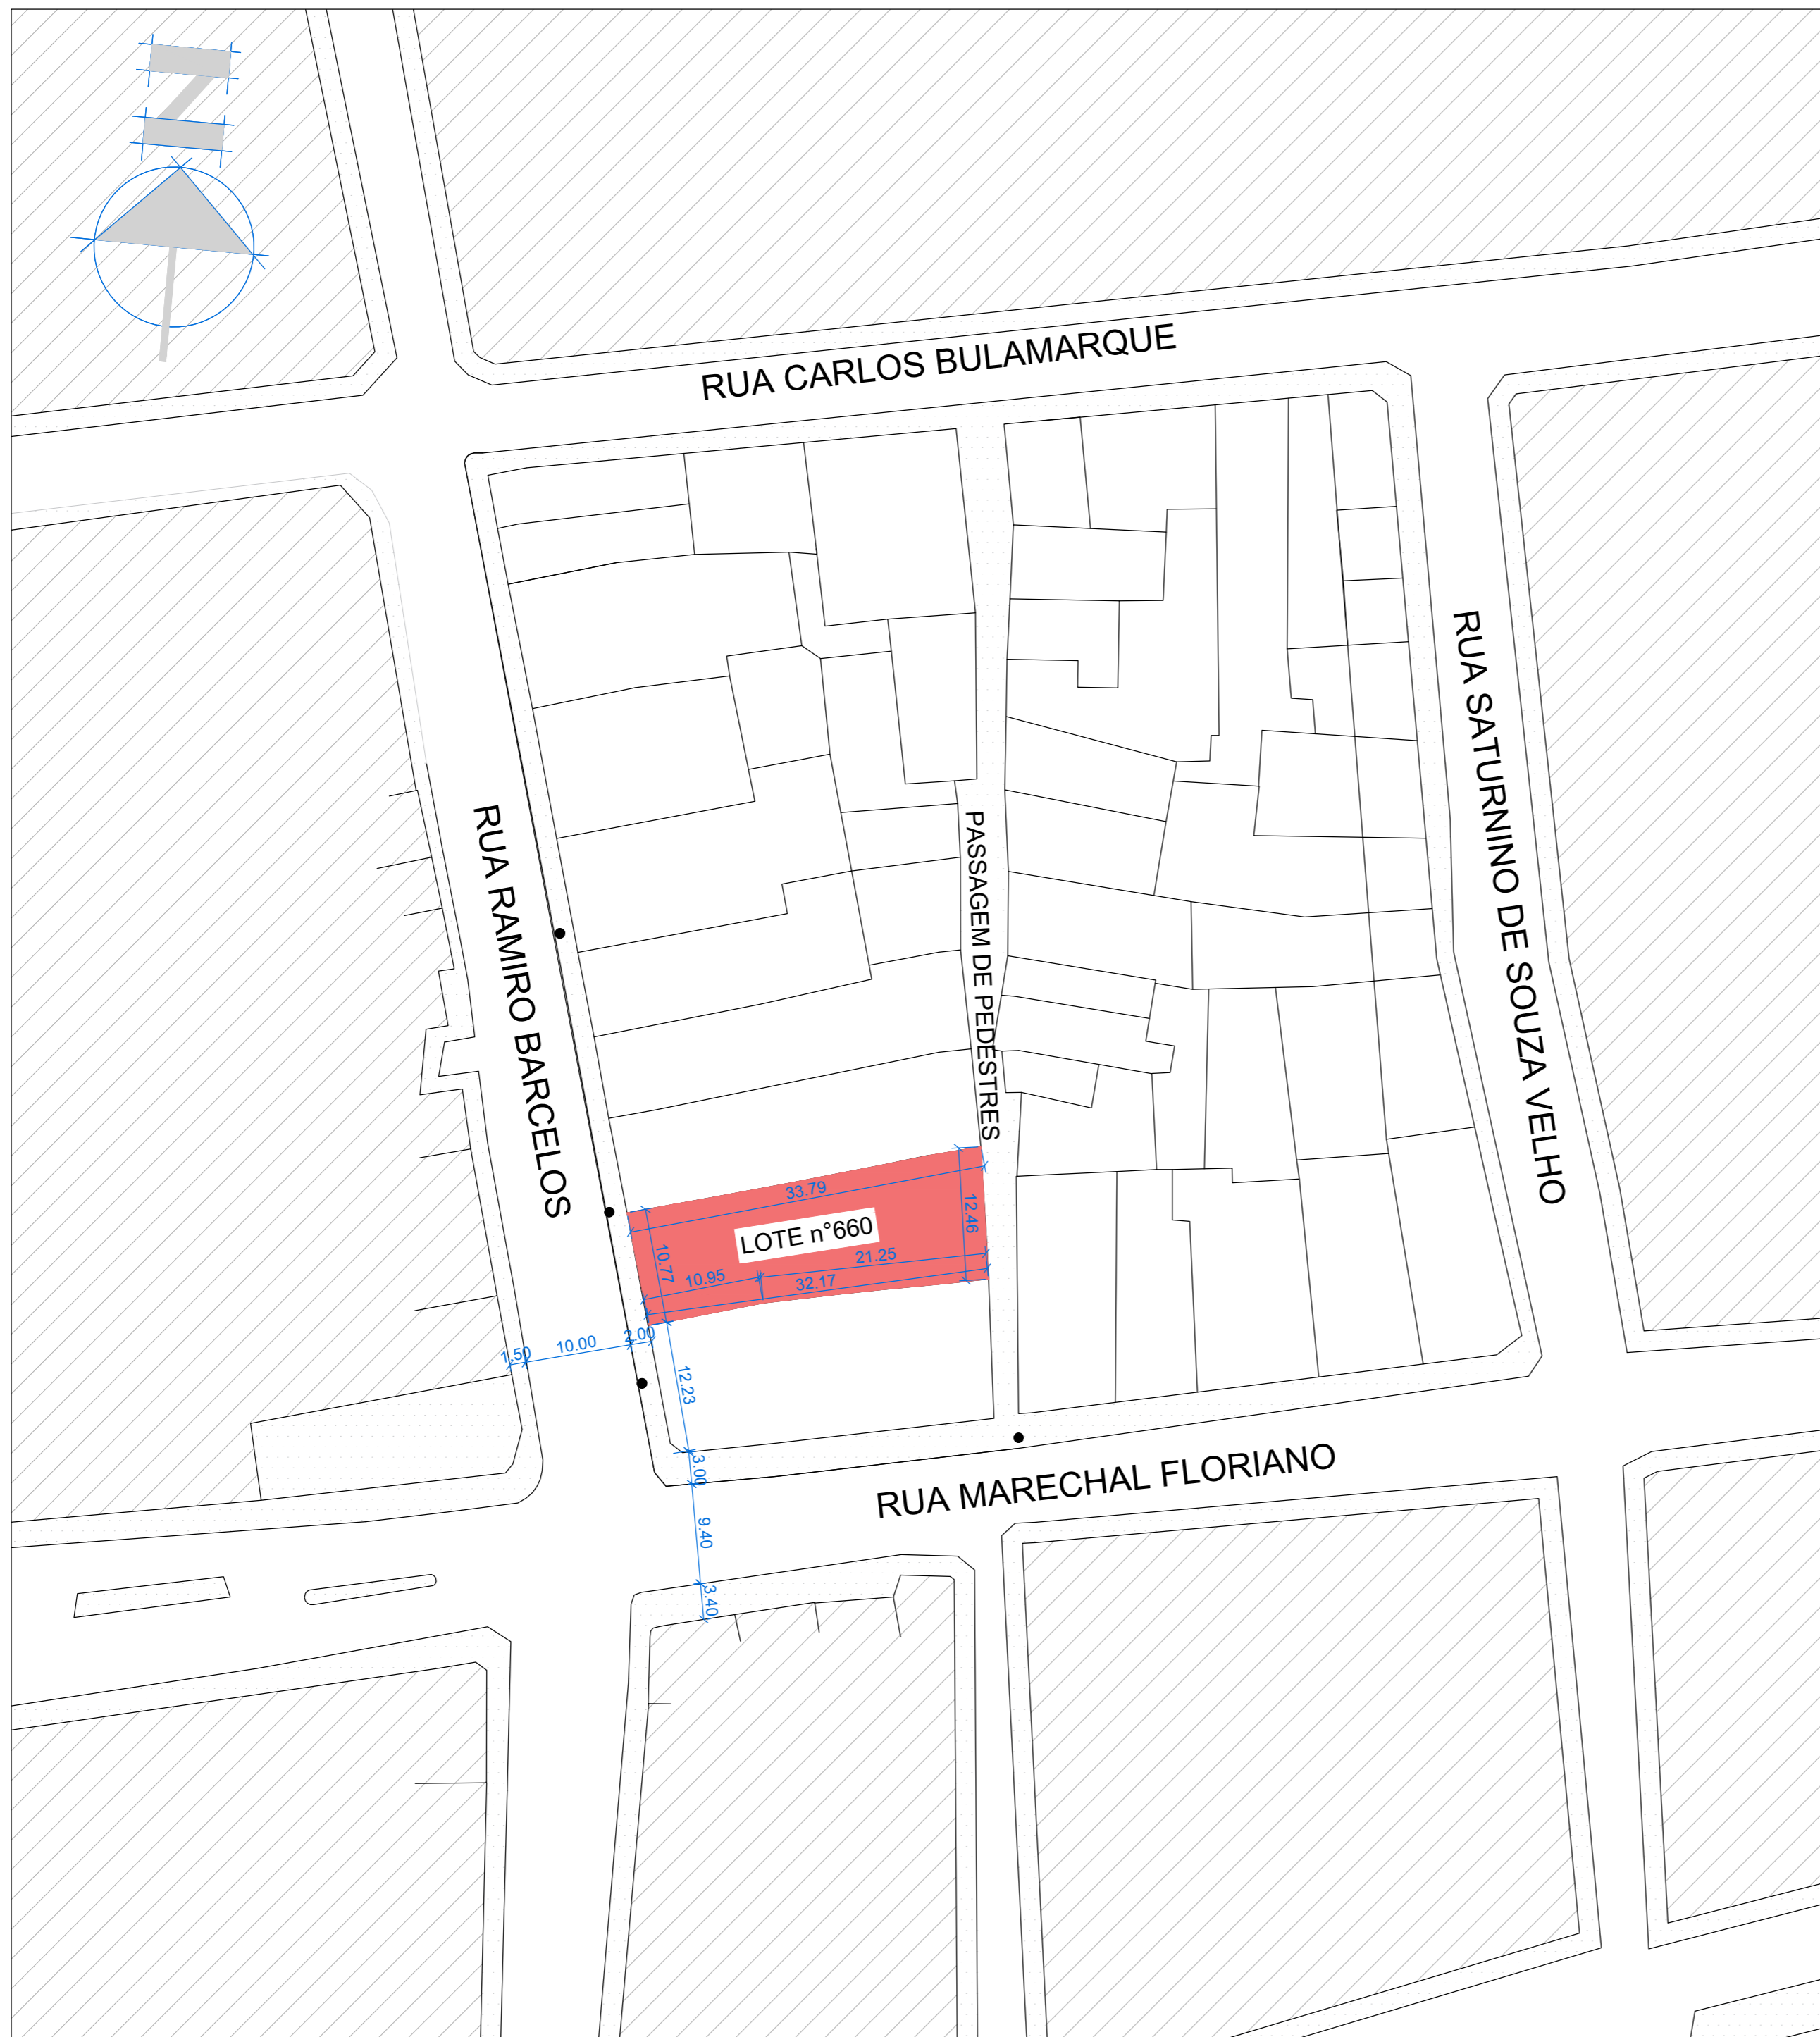 N
RUA CARLOS BULAMARQUE
RUA SATURNINO DE SOUZA VELHO
PASSAGEM DE PEDESTRES
RUA RAMIRO BARCELOS
33.79
12.46
LOTE n°660
10.77
21.25
10.95
32.17
2.00
10.00
1.50
12.23
3.00
RUA MARECHAL FLORIANO
9.40
3.40